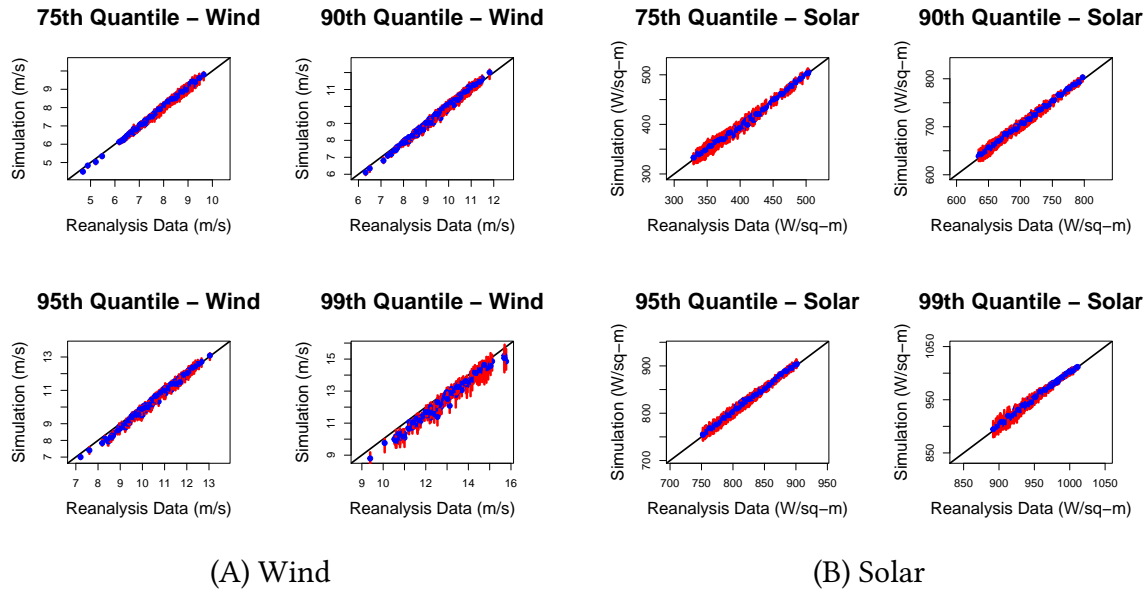 75th Quantile – Wind
Simulation (m/s)
5 6 7 8 9
5 6 7 8 9 10
Reanalysis Data (m/s)
90th Quantile – Wind
Simulation (m/s)
6 7 8 9 11
6 7 8 9 10 11 12
Reanalysis Data (m/s)
95th Quantile – Wind
Simulation (m/s)
7 8 9 11 13
7 8 9 10 11 12 13
Reanalysis Data (m/s)
99th Quantile – Wind
Simulation (m/s)
9 11 13 15
9 10 12 14 16
Reanalysis Data (m/s)
(A) Wind
75th Quantile – Solar
Simulation (W/sq–m)
300 400 500
300 350 400 450 500
Reanalysis Data (W/sq–m)
90th Quantile – Solar
Simulation (W/sq–m)
600 700 800
600 650 700 750 800
Reanalysis Data (W/sq–m)
95th Quantile – Solar
Simulation (W/sq–m)
700 800 900
700 750 800 850 900 950
Reanalysis Data (W/sq–m)
99th Quantile – Solar
Simulation (W/sq–m)
850 950 1050
850 900 950 1000 1050
Reanalysis Data (W/sq–m)
(B) Solar